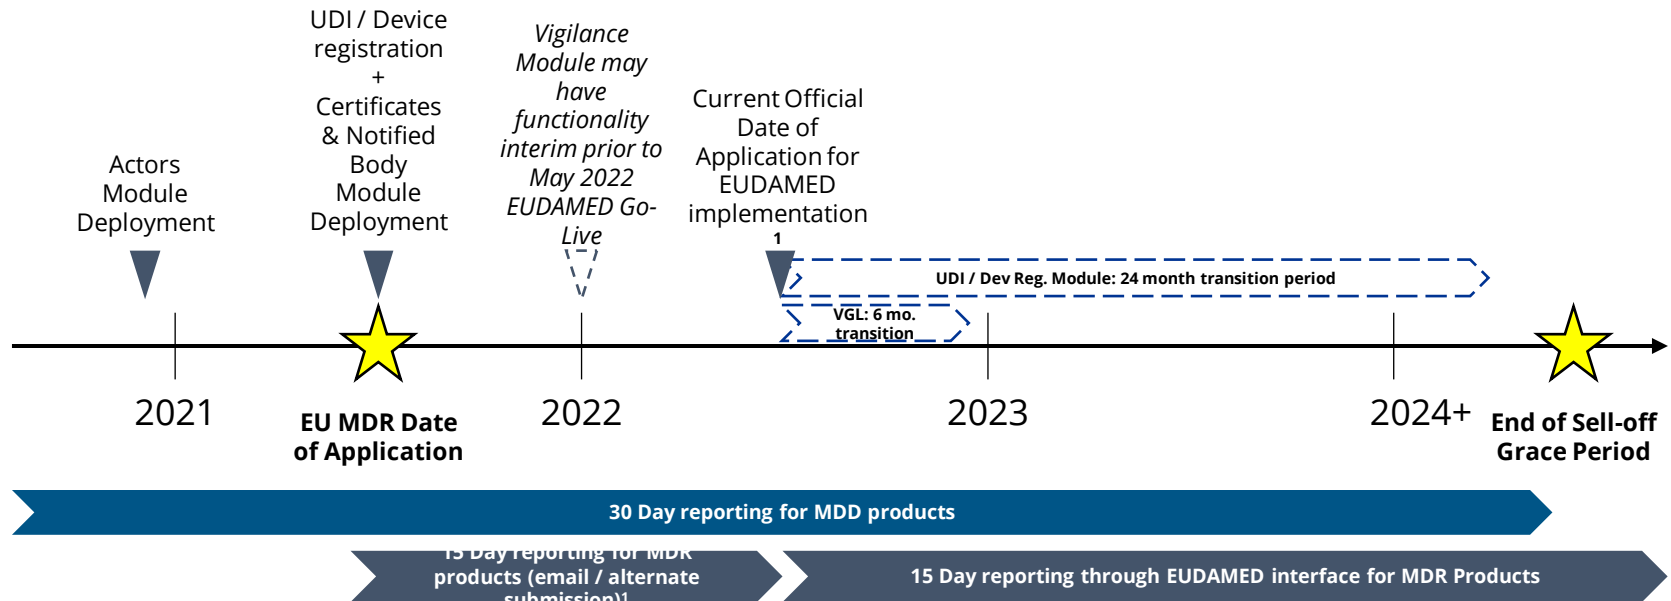 Actors
Module
Deployment
UDI / Device
registration
+
Certificates
& Notified
Body
Module
Deployment
Vigilance
Module may
have
functionality
interim prior to
May 2022
EUDAMED Go-
Live
Current Official
Date of
Application for
EUDAMED
implementation
1
UDI / Dev Reg. Module: 24 month transition period
VGL: 6 mo.
transition
2021
2022
2023
2024+
EU MDR Date
of Application
End of Sell-off
Grace Period
30 Day reporting for MDD products
15 Day reporting for MDR
products (email / alternate
submission)1
15 Day reporting through EUDAMED interface for MDR Products